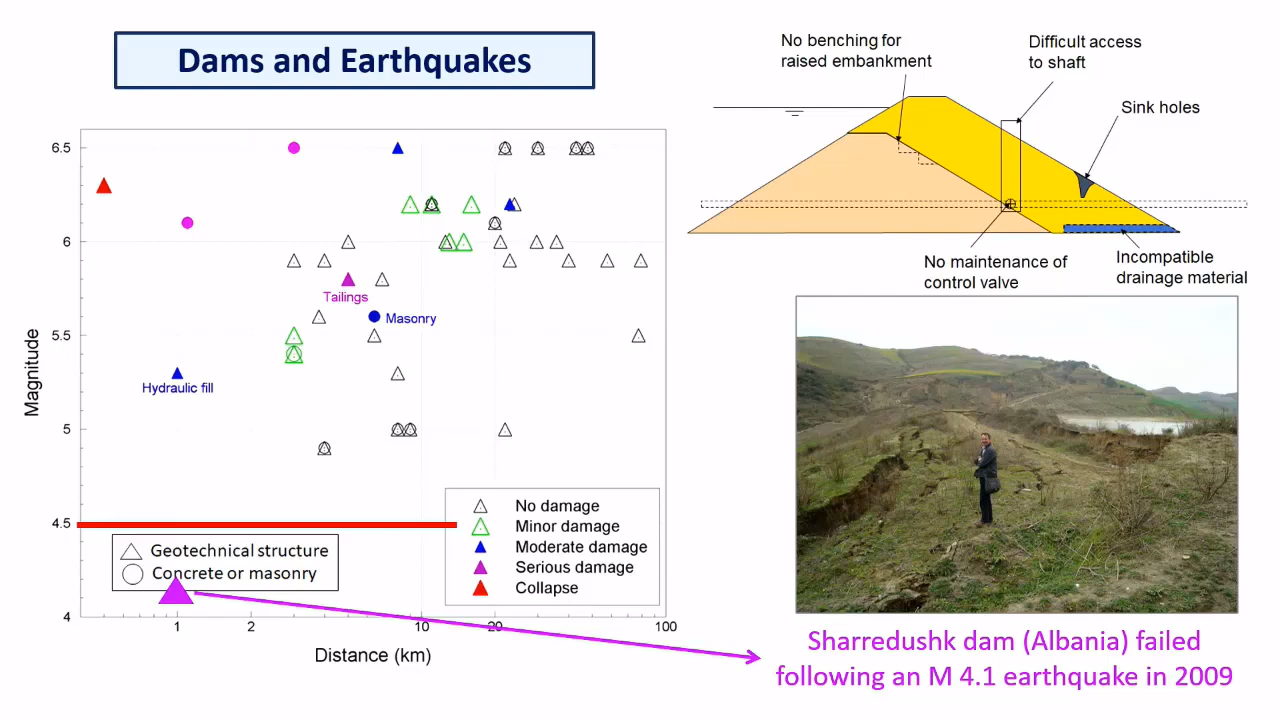 Dams and Earthquakes
6.5
6
5.5
5
4.5
4
Magnitude
Tailings
Masonry
Hydraulic fill
No damage
Minor damage
Moderate damage
Serious damage
Collapse
Geotechnical structure
Concrete or masonry
1
2
10
20
100
Distance (km)
No benching for
raised embankment
Difficult access
to shaft
Sink holes
No maintenance of
control valve
Incompatible
drainage material
Sharredushk dam (Albania) failed
following an M 4.1 earthquake in 2009